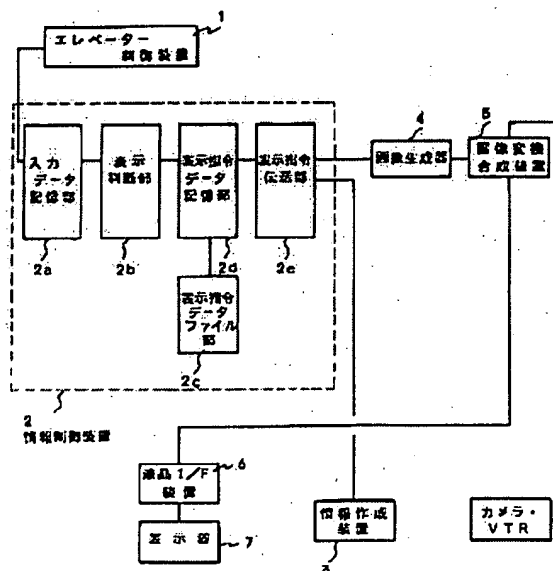 1
エレベーター
制御装置
入力
データ
記憶部
2a
表示
判断部
2b
表示指令
データ
記憶部
2d
表示指令
伝送部
2e
表示指令
データ
ファイル
部
2c
2
情報制御装置
4
画像生成器
5
画像変換
合成装置
液晶I/F
装置
6
表示器
7
情報作成
装置
3
カメラ・
VTR